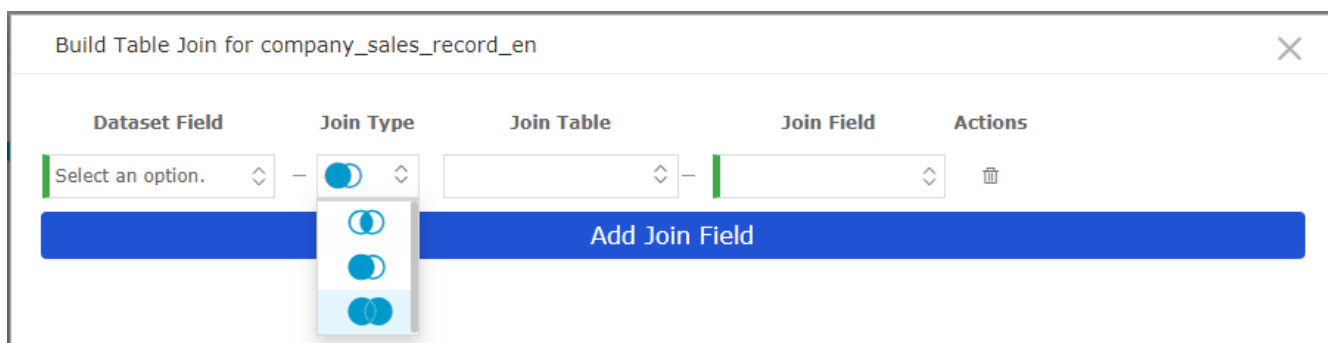 Build Table Join for company_sales_record_en
Dataset Field Join Type Join Table Join Field Actions
Select an option.
Add Join Field